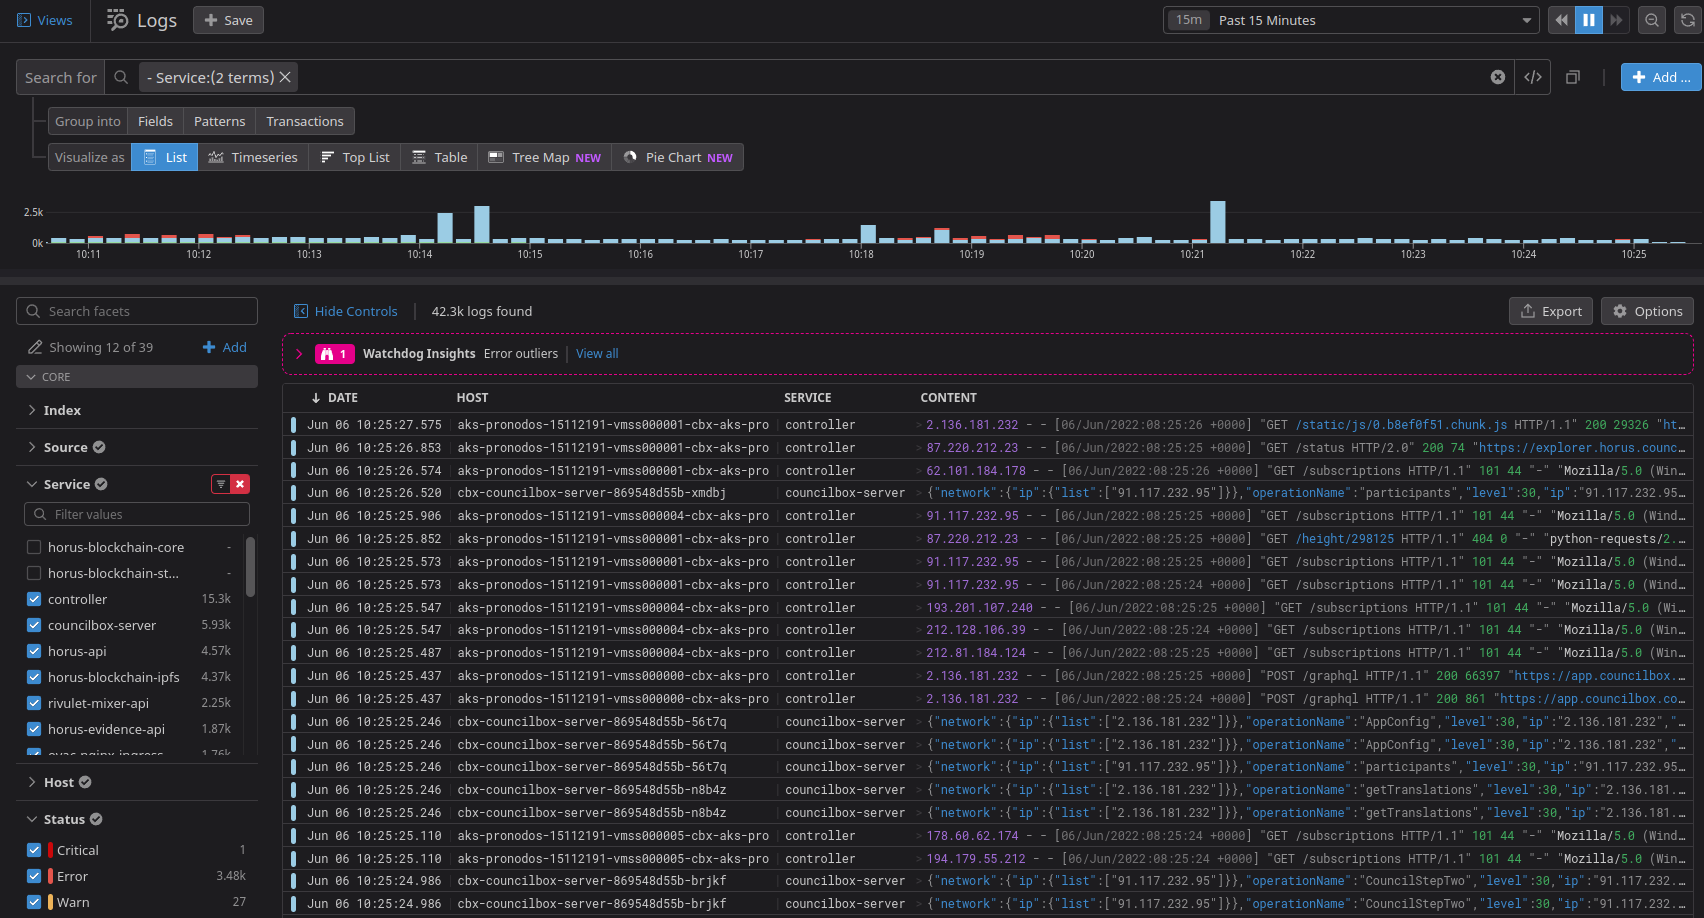 Views
Logs
Save
15m Past 15 Minutes
Search for - Service:(2 terms)
Add ...
Group into Fields Patterns Transactions
Visualize as List Timeseries Top List Table Tree Map NEW Pie Chart NEW
2.5k
0k
10:11 10:12 10:13 10:14 10:15 10:16 10:17 10:18 10:19 10:20 10:21 10:22 10:23 10:24 10:25
Search facets
Showing 12 of 39 Add
CORE
Index
Source
Service
Filter values
horus-blockchain-core -
horus-blockchain-st... -
controller 15.3k
councilbox-server 5.93k
horus-api 4.57k
horus-blockchain-ipfs 4.37k
rivulet-mixer-api 2.25k
horus-evidence-api 1.87k
Host
Status
Critical 1
Error 3.48k
Warn 27
Hide Controls 42.3k logs found Export Options
1 Watchdog Insights Error outliers View all
DATE HOST SERVICE CONTENT
Jun 06 10:25:27.575 aks-pronodos-15112191-vmss000001-cbx-aks-pro controller 2.136.181.232 - - [06/Jun/2022:08:25:26 +0000] "GET /static/js/0.b8ef0f51.chunk.js HTTP/1.1" 200 29326 "ht...
Jun 06 10:25:26.853 aks-pronodos-15112191-vmss000001-cbx-aks-pro controller 87.220.212.23 - - [06/Jun/2022:08:25:26 +0000] "GET /status HTTP/2.0" 200 74 "https://explorer.horus.counc...
Jun 06 10:25:26.574 aks-pronodos-15112191-vmss000001-cbx-aks-pro controller 62.101.184.178 - - [06/Jun/2022:08:25:26 +0000] "GET /subscriptions HTTP/1.1" 101 44 "-" "Mozilla/5.0 (Win...
Jun 06 10:25:26.520 cbx-councilbox-server-869548d55b-xmdbj councilbox-server {"network":{"ip":{"list":["91.117.232.95"]}},"operationName":"participants","level":30,"ip":"91.117.232.95...
Jun 06 10:25:25.906 aks-pronodos-15112191-vmss000004-cbx-aks-pro controller 91.117.232.95 - - [06/Jun/2022:08:25:25 +0000] "GET /subscriptions HTTP/1.1" 101 44 "-" "Mozilla/5.0 (Wind...
Jun 06 10:25:25.852 aks-pronodos-15112191-vmss000004-cbx-aks-pro controller 87.220.212.23 - - [06/Jun/2022:08:25:25 +0000] "GET /height/298125 HTTP/1.1" 404 0 "-" "python-requests/2....
Jun 06 10:25:25.573 aks-pronodos-15112191-vmss000001-cbx-aks-pro controller 91.117.232.95 - - [06/Jun/2022:08:25:25 +0000] "GET /subscriptions HTTP/1.1" 101 44 "-" "Mozilla/5.0 (Wind...
Jun 06 10:25:25.573 aks-pronodos-15112191-vmss000001-cbx-aks-pro controller 91.117.232.95 - - [06/Jun/2022:08:25:24 +0000] "GET /subscriptions HTTP/1.1" 101 44 "-" "Mozilla/5.0 (Wind...
Jun 06 10:25:25.547 aks-pronodos-15112191-vmss000004-cbx-aks-pro controller 193.201.107.240 - - [06/Jun/2022:08:25:25 +0000] "GET /subscriptions HTTP/1.1" 101 44 "-" "Mozilla/5.0 (Wi...
Jun 06 10:25:25.547 aks-pronodos-15112191-vmss000004-cbx-aks-pro controller 212.128.106.39 - - [06/Jun/2022:08:25:24 +0000] "GET /subscriptions HTTP/1.1" 101 44 "-" "Mozilla/5.0 (Win...
Jun 06 10:25:25.487 aks-pronodos-15112191-vmss000004-cbx-aks-pro controller 212.81.184.124 - - [06/Jun/2022:08:25:25 +0000] "GET /subscriptions HTTP/1.1" 101 44 "-" "Mozilla/5.0 (Win...
Jun 06 10:25:25.437 aks-pronodos-15112191-vmss000000-cbx-aks-pro controller 2.136.181.232 - - [06/Jun/2022:08:25:25 +0000] "POST /graphql HTTP/1.1" 200 66397 "https://app.councilbox....
Jun 06 10:25:25.437 aks-pronodos-15112191-vmss000000-cbx-aks-pro controller 2.136.181.232 - - [06/Jun/2022:08:25:24 +0000] "POST /graphql HTTP/1.1" 200 861 "https://app.councilbox.co...
Jun 06 10:25:25.246 cbx-councilbox-server-869548d55b-56t7q councilbox-server {"network":{"ip":{"list":["2.136.181.232"]}},"operationName":"AppConfig","level":30,"ip":"2.136.181.232","...
Jun 06 10:25:25.246 cbx-councilbox-server-869548d55b-56t7q councilbox-server {"network":{"ip":{"list":["2.136.181.232"]}},"operationName":"AppConfig","level":30,"ip":"2.136.181.232","...
Jun 06 10:25:25.246 cbx-councilbox-server-869548d55b-56t7q councilbox-server {"network":{"ip":{"list":["91.117.232.95"]}},"operationName":"participants","level":30,"ip":"91.117.232.95...
Jun 06 10:25:25.246 cbx-councilbox-server-869548d55b-n8b4z councilbox-server {"network":{"ip":{"list":["2.136.181.232"]}},"operationName":"getTranslations","level":30,"ip":"2.136.181....
Jun 06 10:25:25.246 cbx-councilbox-server-869548d55b-n8b4z councilbox-server {"network":{"ip":{"list":["2.136.181.232"]}},"operationName":"getTranslations","level":30,"ip":"2.136.181....
Jun 06 10:25:25.110 aks-pronodos-15112191-vmss000005-cbx-aks-pro controller 178.60.62.174 - - [06/Jun/2022:08:25:24 +0000] "GET /subscriptions HTTP/1.1" 101 44 "-" "Mozilla/5.0 (Wind...
Jun 06 10:25:25.110 aks-pronodos-15112191-vmss000005-cbx-aks-pro controller 194.179.55.212 - - [06/Jun/2022:08:25:24 +0000] "GET /subscriptions HTTP/1.1" 101 44 "-" "Mozilla/5.0 (Win...
Jun 06 10:25:24.986 cbx-councilbox-server-869548d55b-brjkf councilbox-server {"network":{"ip":{"list":["91.117.232.95"]}},"operationName":"CouncilStepTwo","level":30,"ip":"91.117.232...
Jun 06 10:25:24.986 cbx-councilbox-server-869548d55b-brjkf councilbox-server {"network":{"ip":{"list":["91.117.232.95"]}},"operationName":"CouncilStepTwo","level":30,"ip":"91.117.232...